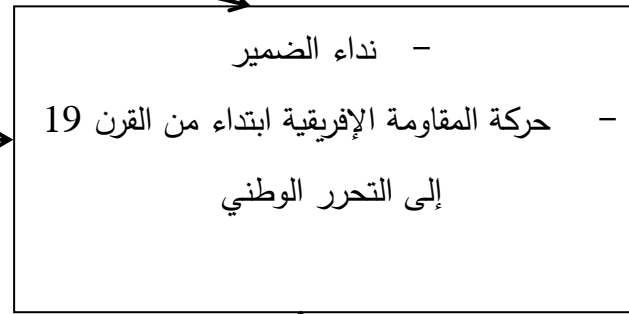 - نداء الضمير
- حركة المقاومة الإفريقية ابتداء من القرن 19
إلى التحرر الوطني